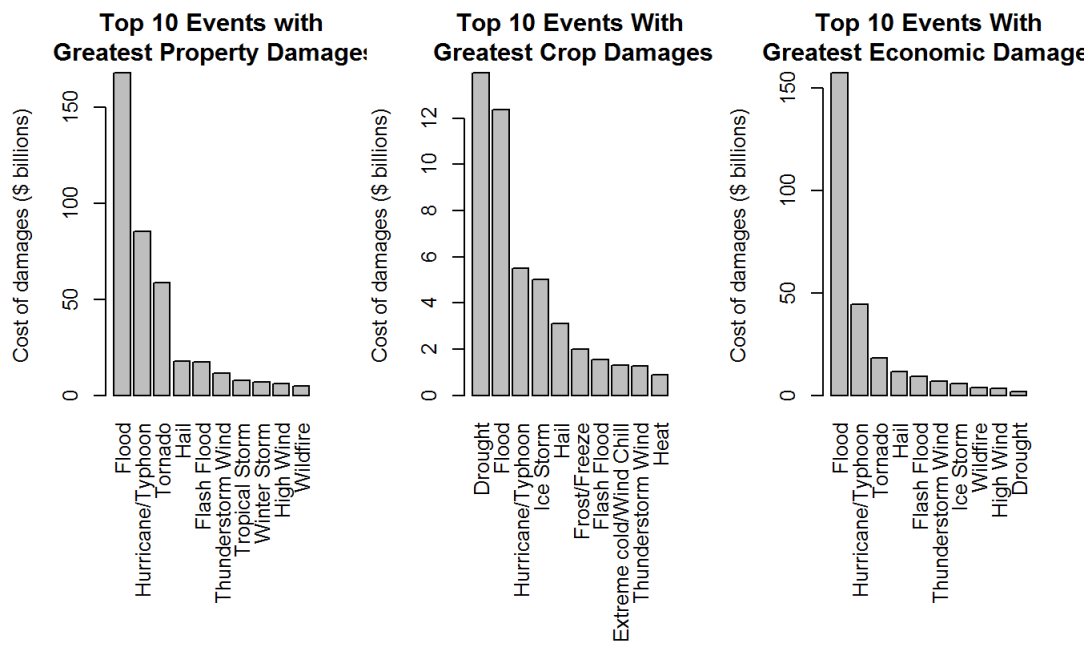 Top 10 Events with
Greatest Property Damages
Cost of damages ($ billions)
0
50
100
150
Flood
Hurricane/Typhoon
Tornado
Hail
Flash Flood
Thunderstorm Wind
Tropical Storm
Winter Storm
High Wind
Wildfire
Top 10 Events With
Greatest Crop Damages
Cost of damages ($ billions)
0
2
4
6
8
10
12
Drought
Flood
Hurricane/Typhoon
Ice Storm
Hail
Frost/Freeze
Flash Flood
Extreme cold/Wind Chill
Thunderstorm Wind
Heat
Top 10 Events With
Greatest Economic Damage
Cost of damages ($ billions)
0
50
100
150
Flood
Hurricane/Typhoon
Tornado
Hail
Flash Flood
Thunderstorm Wind
Ice Storm
Wildfire
High Wind
Drought